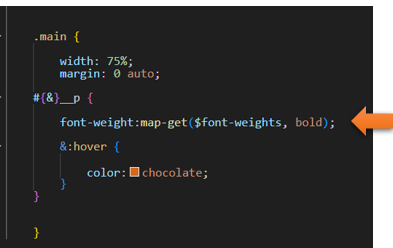 .main {
width: 75%;
margin: 0 auto;
#{&}__p {
font-weight:map-get($font-weights, bold);
&:hover {
color:chocolate;
}
}
}